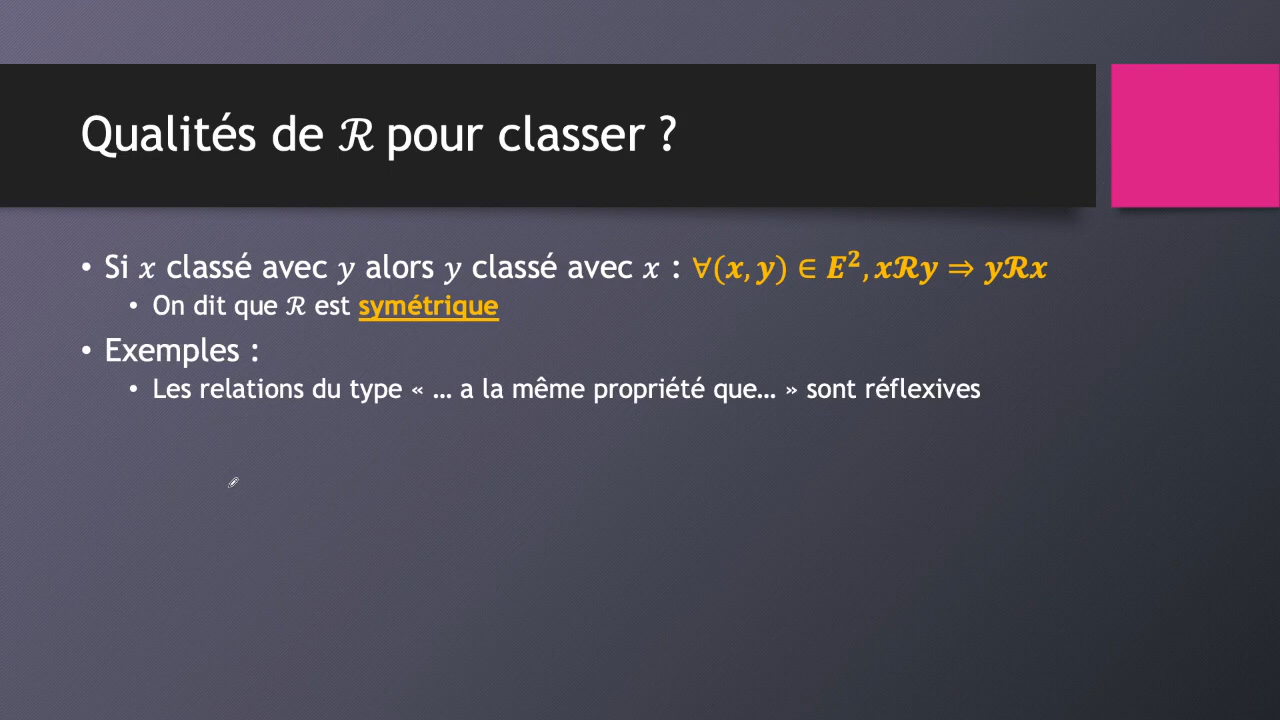 Qualités de ℛ pour classer ?
• Si 𝑥 classé avec 𝑦 alors 𝑦 classé avec 𝑥 : ∀(𝒙, 𝒚) ∈ 𝑬², 𝒙ℛ𝒚 ⇒ 𝒚ℛ𝒙
• On dit que ℛ est symétrique
• Exemples :
• Les relations du type « … a la même propriété que… » sont réflexives